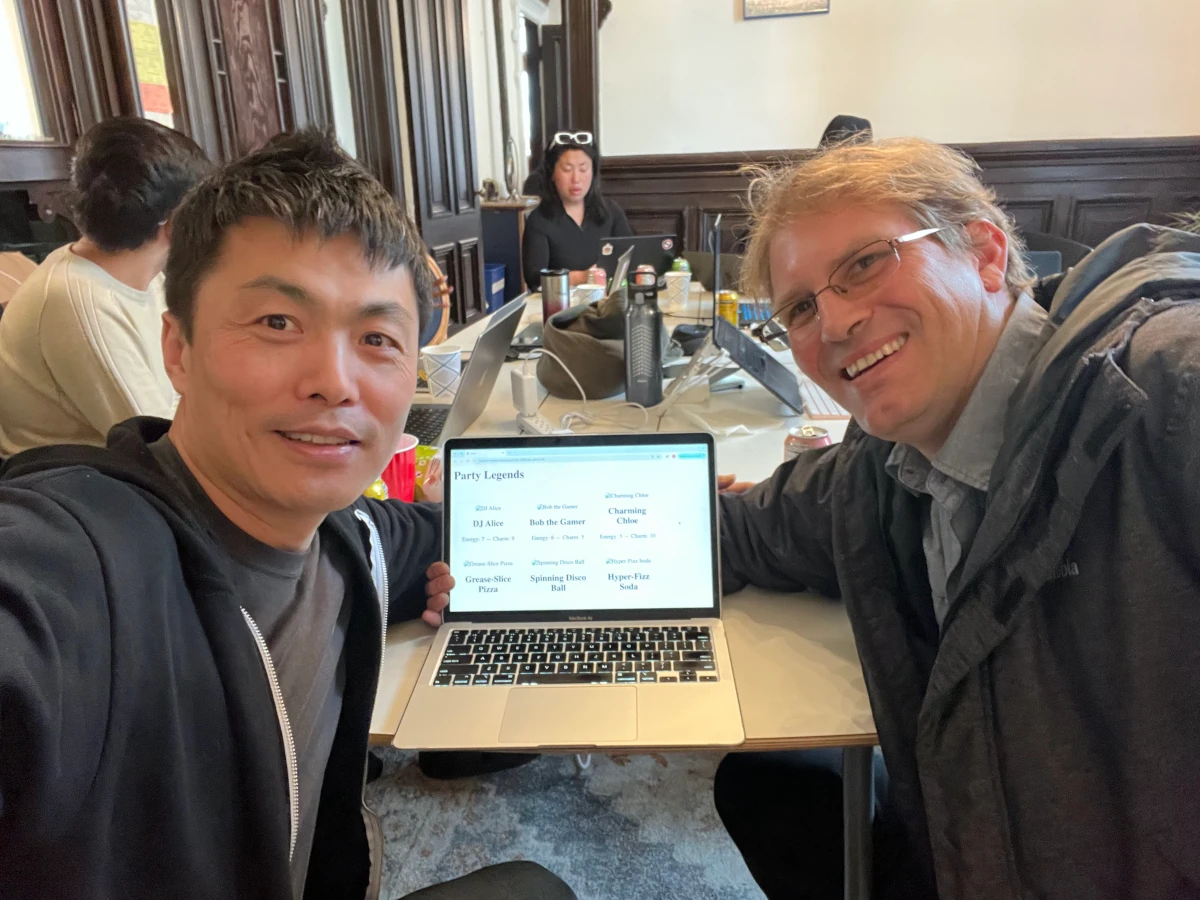 Party Legends
DJ Alice
Bob the Gamer
Charming Chloe
DJ Alice
Bob the Gamer
Charming
Chloe
Energy: 7 — Charm: 9
Energy: 6 — Charm: 5
Energy: 5 — Charm: 10
Grease-Slice Pizza
Spinning Disco Ball
Hyper-Fizz Soda
Grease-Slice
Pizza
Spinning Disco
Ball
Hyper-Fizz
Soda
MacBook Air